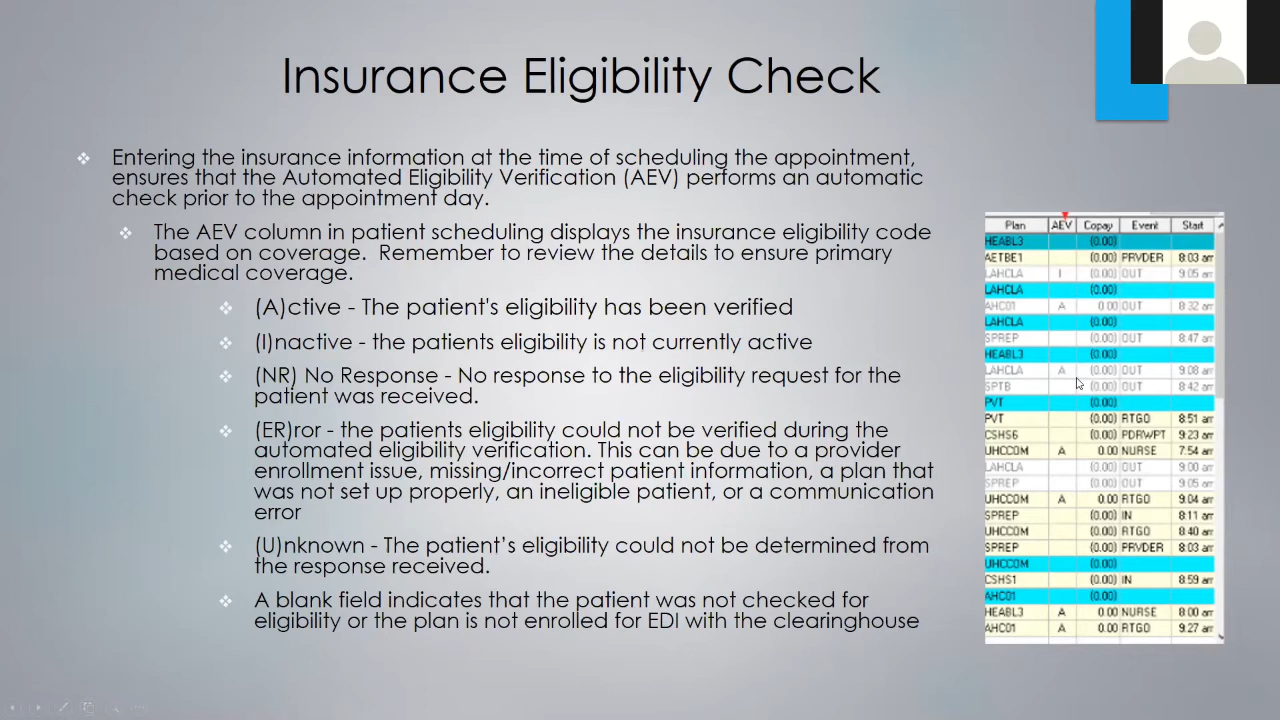 Insurance Eligibility Check
Entering the insurance information at the time of scheduling the appointment,
ensures that the Automated Eligibility Verification (AEV) performs an automatic
check prior to the appointment day.
The AEV column in patient scheduling displays the insurance eligibility code
based on coverage.  Remember to review the details to ensure primary
medical coverage.
(A)ctive - The patient's eligibility has been verified
(I)nactive - the patients eligibility is not currently active
(NR) No Response - No response to the eligibility request for the
patient was received.
(ER)ror - the patients eligibility could not be verified during the
automated eligibility verification. This can be due to a provider
enrollment issue, missing/incorrect patient information, a plan that
was not set up properly, an ineligible patient, or a communication
error
(U)nknown - The patient's eligibility could not be determined from
the response received.
A blank field indicates that the patient was not checked for
eligibility or the plan is not enrolled for EDI with the clearinghouse
Plan AEV Copay Event Start
HEABL3 (0.00)
AETBE1 (0.00) PRVDER 8:03 am
LAHCLA I (0.00) OUT 9:05 am
LAHCLA (0.00)
AHC01 A 0.00 OUT 8:32 am
LAHCLA (0.00)
SPREP (0.00) OUT 8:47 am
HEABL3 (0.00)
LAHCLA A (0.00) OUT 9:08 am
SPTB (0.00) OUT 8:42 am
PVT (0.00)
PVT (0.00) RTGO 8:51 am
CSHS6 (0.00) PDRWPT 9:23 am
UHCCOM A 0.00 NURSE 7:54 am
LAHCLA (0.00) OUT 9:00 am
SPREP (0.00) OUT 9:05 am
UHCCOM A 0.00 RTGO 9:04 am
SPREP (0.00) IN 8:11 am
UHCCOM (0.00) RTGO 8:40 am
SPREP (0.00) PRVDER 8:03 am
UHCCOM (0.00)
CSHS1 (0.00) IN 8:59 am
AHC01 (0.00)
HEABL3 A 0.00 NURSE 8:00 am
AHC01 A 0.00 RTGO 9:27 am